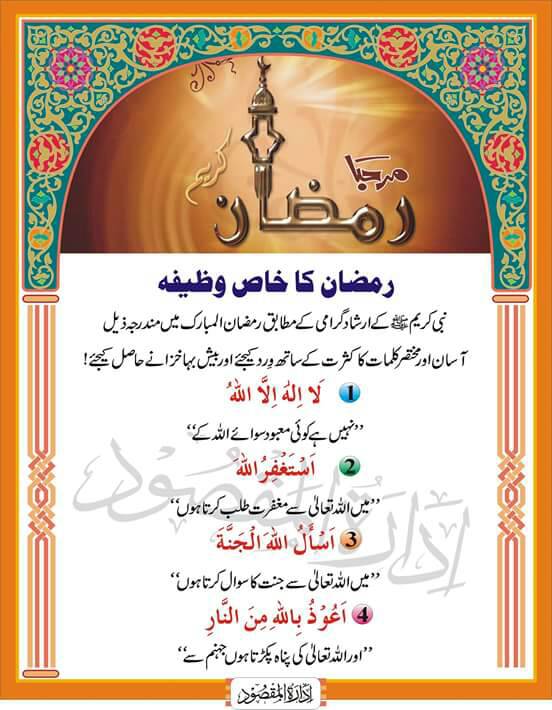 مرحبا
رمضان
کریم
رمضان کا خاص وظیفہ
نبی کریم ﷺ کے ارشاد گرامی کے مطابق رمضان المبارک میں مندرجہ ذیل
آسان اور مختصر کلمات کا کثرت کے ساتھ وِرد کیجئے اور بیش بہا خزانے حاصل کیجئے!
1 لَا اِلٰهَ اِلَّا اللّٰهُ
’’نہیں ہے کوئی معبود سوائے اللہ کے‘‘
2 اَسْتَغْفِرُ اللّٰهَ
’’میں اللہ تعالیٰ سے مغفرت طلب کرتا ہوں‘‘
3 اَسْأَلُ اللّٰهَ الْجَنَّةَ
’’میں اللہ تعالیٰ سے جنت کا سوال کرتا ہوں‘‘
4 اَعُوْذُ بِاللّٰهِ مِنَ النَّارِ
’’اور اللہ تعالیٰ کی پناہ پکڑتا ہوں جہنم سے‘‘
ادارۃ المقصود
ادارۃ المقصود